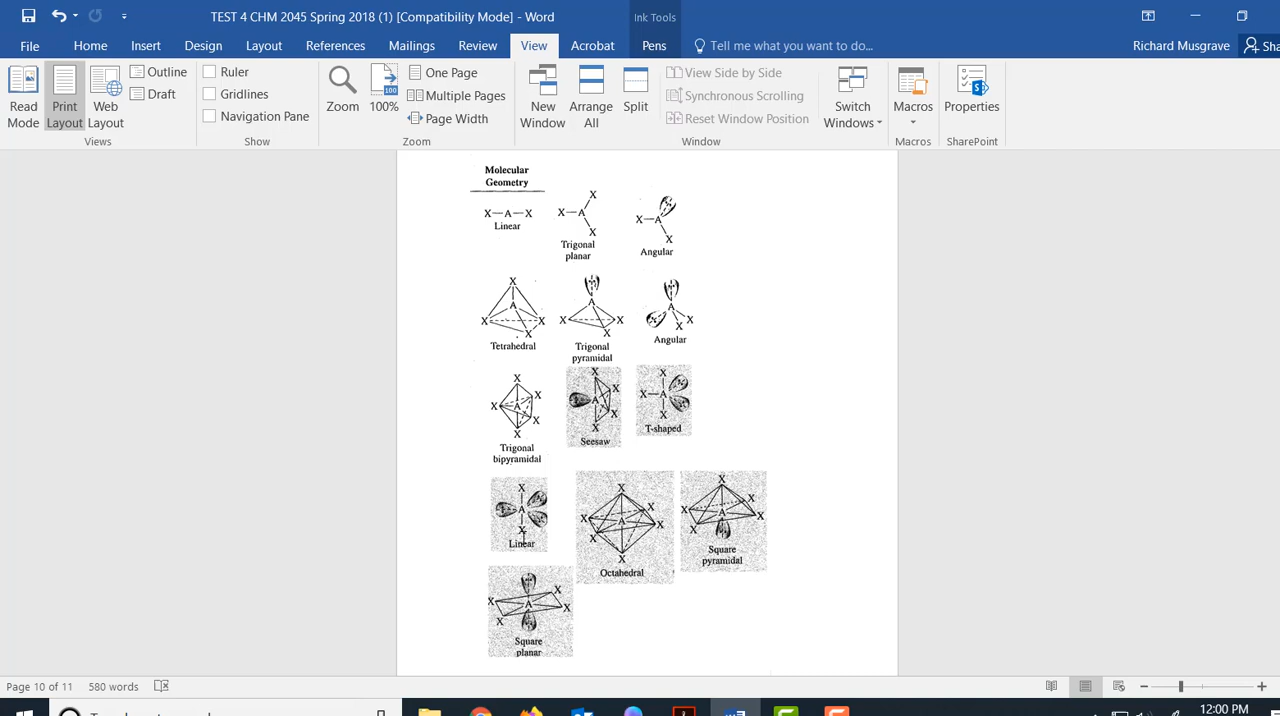 TEST 4 CHM 2045 Spring 2018 (1) [Compatibility Mode] - Word
Ink Tools
File Home Insert Design Layout References Mailings Review View Acrobat Pens Tell me what you want to do... Richard Musgrave Sha
Read Mode
Print Layout
Web Layout
Outline
Draft
Views
Ruler
Gridlines
Navigation Pane
Show
Zoom
100
100%
One Page
Multiple Pages
Page Width
Zoom
New Window
Arrange All
Split
View Side by Side
Synchronous Scrolling
Reset Window Position
Window
Switch Windows
Macros
Macros
Properties
SharePoint
Molecular
Geometry
X—A—X
Linear
X
X—A
X
Trigonal
planar
X—A
X
Angular
X
A
X X
X
Tetrahedral
A
X X
X
Trigonal
pyramidal
A
X
X
Angular
X
X
X A
X
X
Trigonal
bipyramidal
X
X
A
X
X
Seesaw
X
X—A
X
T-shaped
X
A
X
Linear
X
X
X A X
X
X
Octahedral
X
X
X A X
X
Square
pyramidal
X
X A X
X
Square
planar
Page 10 of 11 580 words
12:00 PM